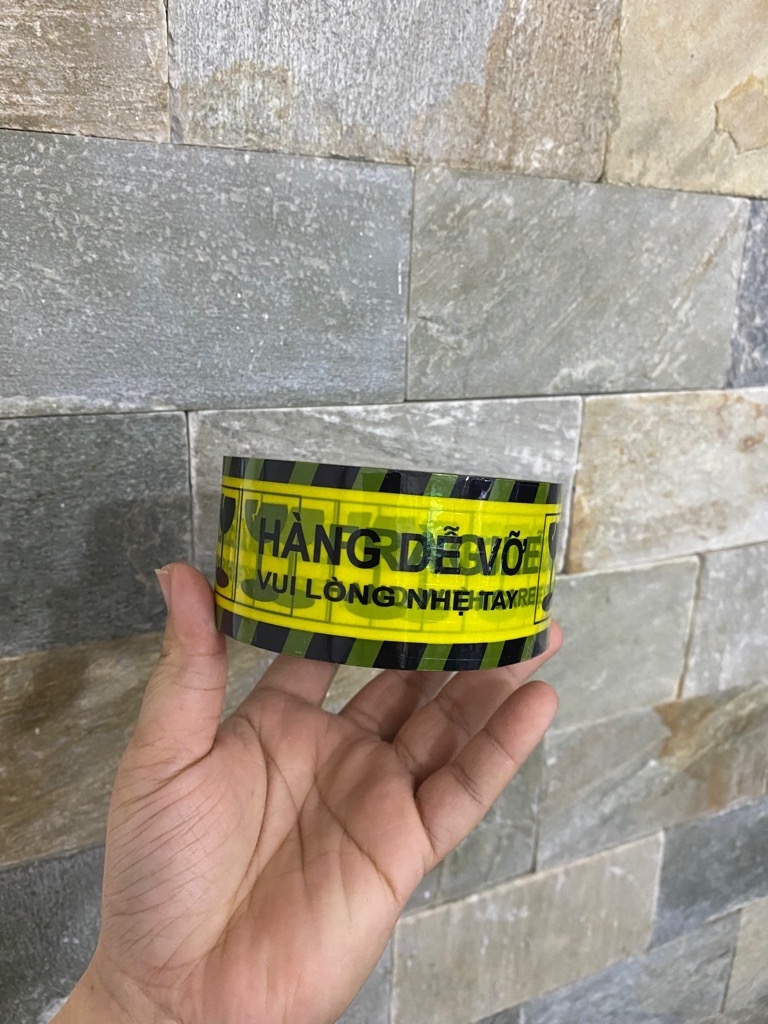 HÀNG DỄ VỠ
VUI LÒNG NHẸ TAY